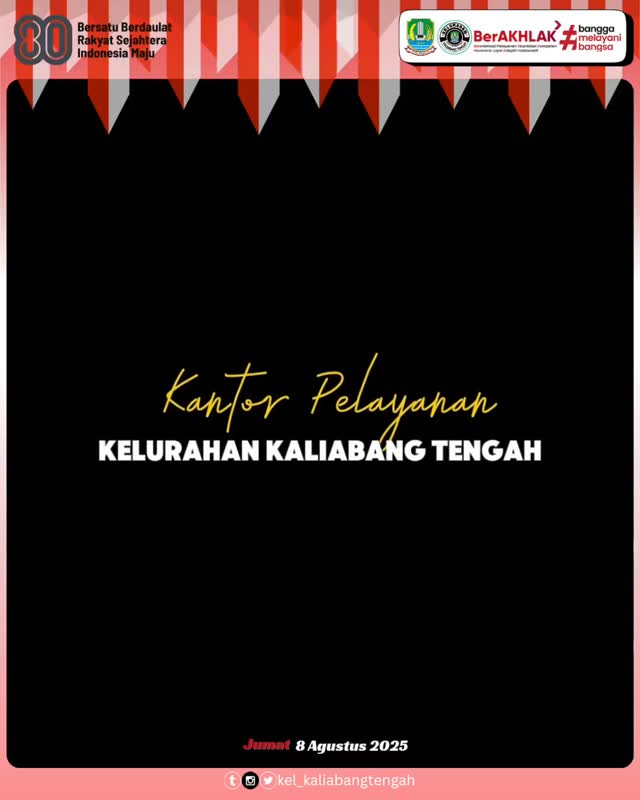 80
Bersatu Berdaulat
Rakyat Sejahtera
Indonesia Maju
BerAKHLAK
#bangga
melayani
bangsa
Kantor Pelayanan
KELURAHAN KALIABANG TENGAH
Jumat 8 Agustus 2025
kel_kaliabangtengah